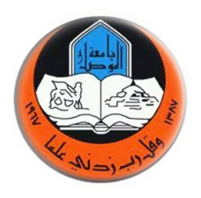 جامعة
الموصل
١٩٦٧
١٣٨٧
وقل رب زدني علما